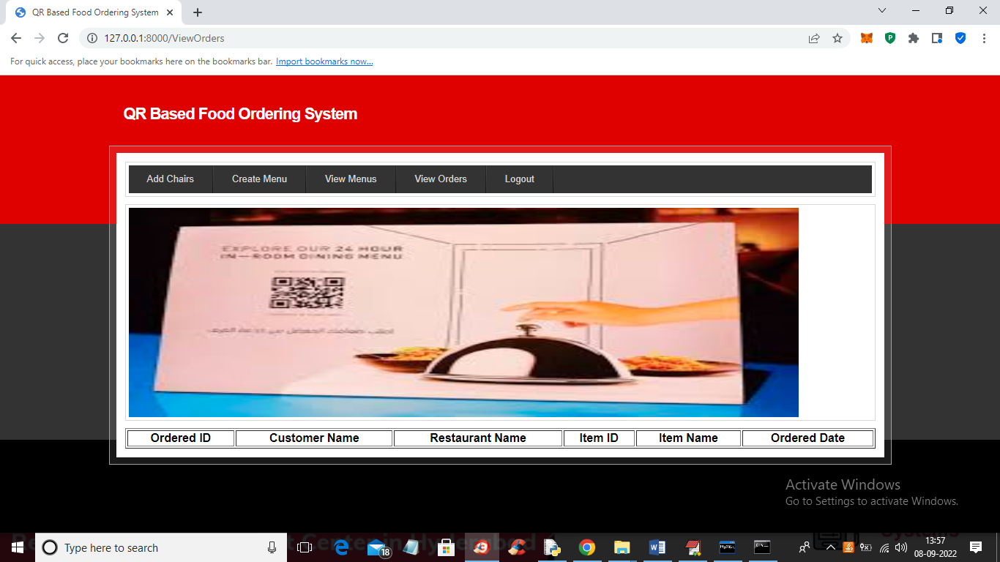 QR Based Food Ordering System
127.0.0.1:8000/ViewOrders
For quick access, place your bookmarks here on the bookmarks bar. Import bookmarks now...
QR Based Food Ordering System
Add Chairs Create Menu View Menus View Orders Logout
EXPLORE OUR 24 HOUR
IN-ROOM DINING MENU
Ordered ID Customer Name Restaurant Name Item ID Item Name Ordered Date
Activate Windows
Go to Settings to activate Windows.
Type here to search
18
13:57
08-09-2022